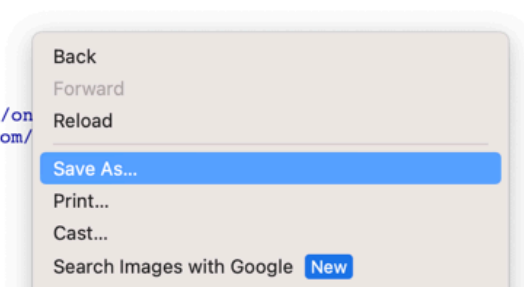 Back
Forward
/on
Reload
om/
Save As...
Print...
Cast...
Search Images with Google New